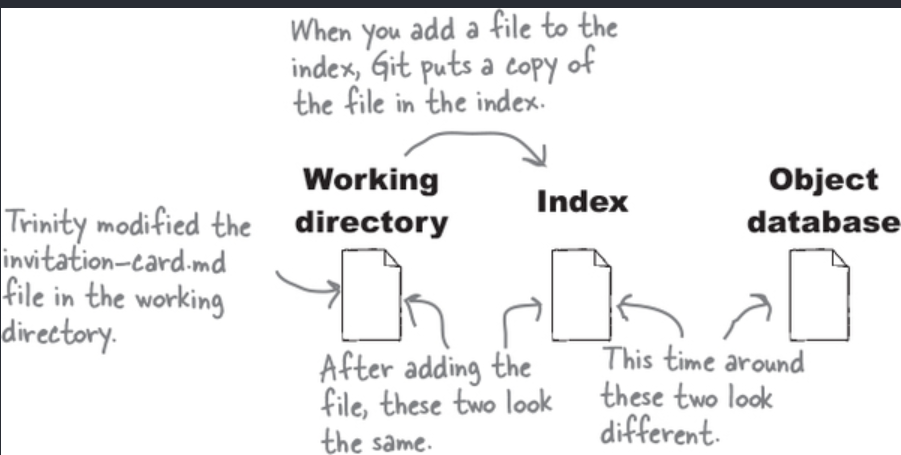 When you add a file to the
index, Git puts a copy of
the file in the index.
Working
directory
Index
Object
database
Trinity modified the
invitation-card.md
file in the working
directory.
After adding the
file, these two look
the same.
This time around
these two look
different.